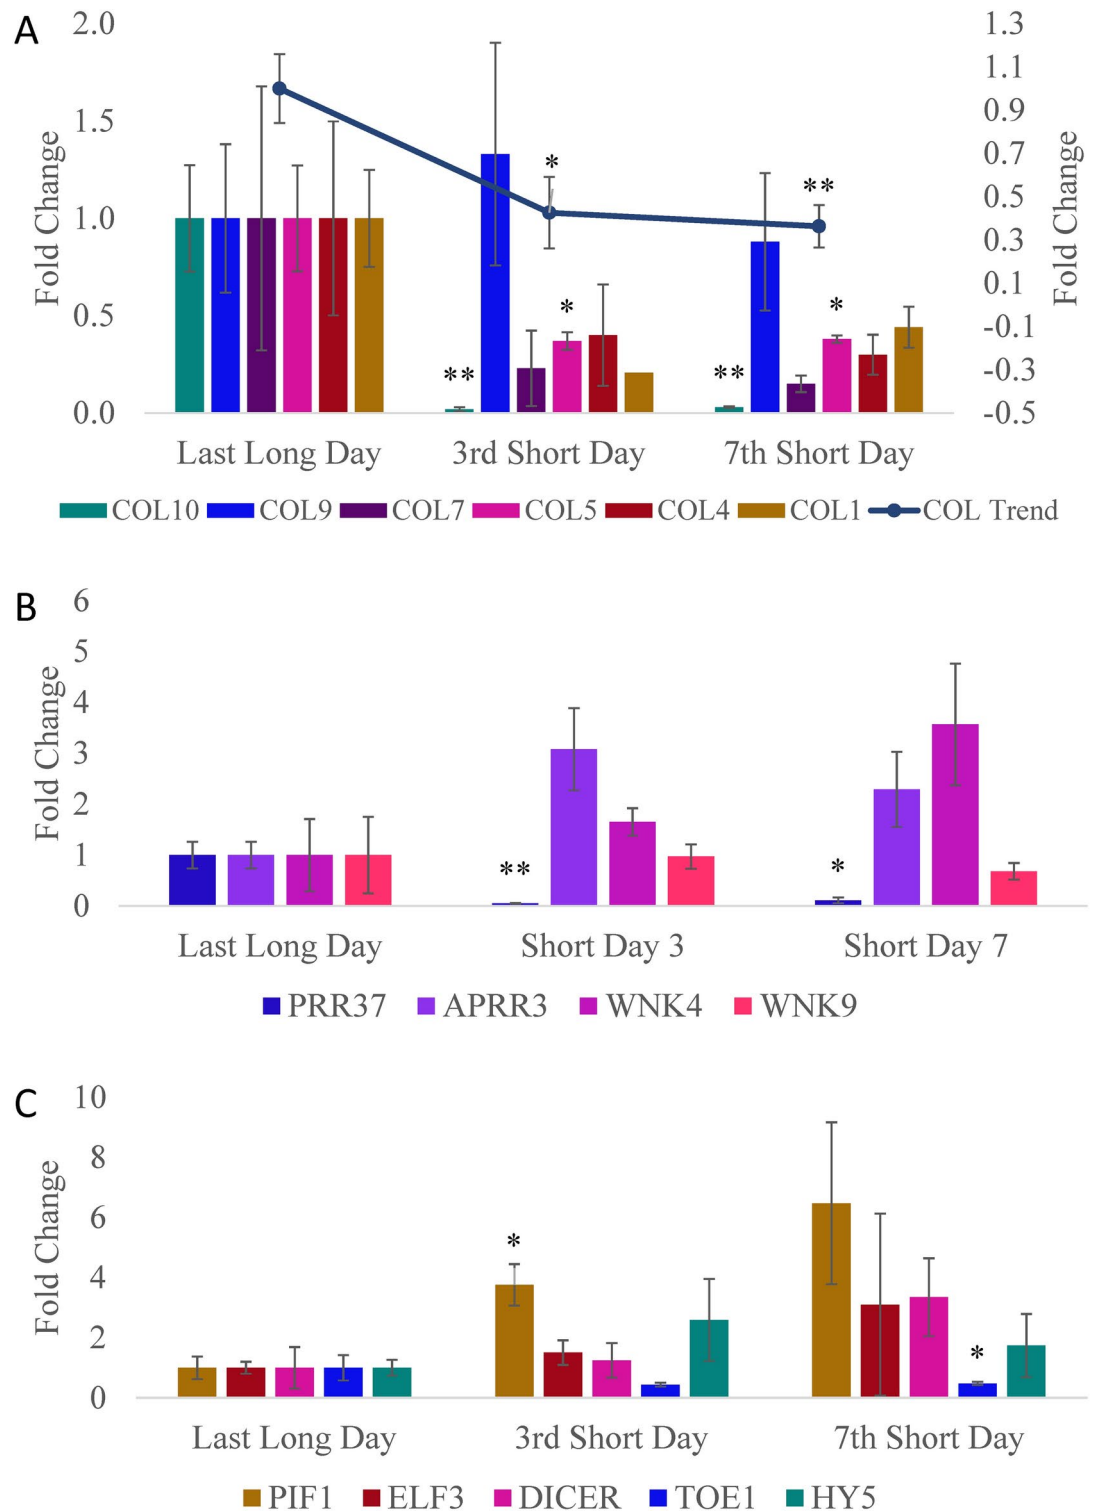 A
2.0
1.5
1.0
0.5
0.0
Fold Change
1.3
1.1
0.9
0.7
0.5
0.3
0.1
-0.1
-0.3
-0.5
Fold Change
**
*
*
**
*
**
Last Long Day 3rd Short Day 7th Short Day
COL10 COL9 COL7 COL5 COL4 COL1 COL Trend
B
6
5
4
3
2
1
0
Fold Change
**
*
Last Long Day Short Day 3 Short Day 7
PRR37 APRR3 WNK4 WNK9
C
10
8
6
4
2
0
Fold Change
*
*
Last Long Day 3rd Short Day 7th Short Day
PIF1 ELF3 DICER TOE1 HY5